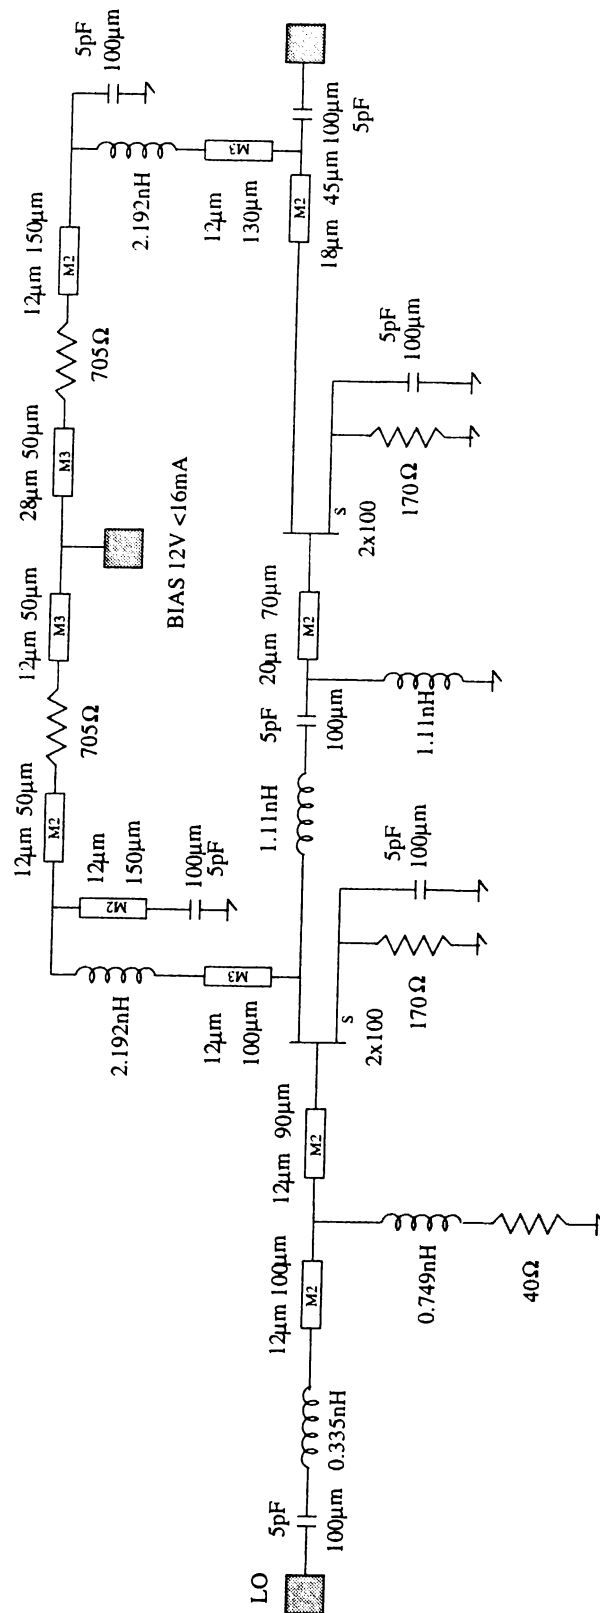 12µm 50µm
M2
705Ω
12µm 50µm
M3
28µm 50µm
M3
705Ω
12µm 150µm
M2
5pF
100µm
12µm
150µm
M2
100µm
5pF
2.192nH
2.192nH
BIAS 12V <16mA
12µm
100µm
M3
12µm
130µm
M3
LO
5pF
100µm
0.335nH
12µm 100µm
M2
12µm 90µm
M2
1.11nH
5pF
100µm
20µm 70µm
M2
18µm 45µm
M2
100µm
5pF
S
2x100
170Ω
5pF
100µm
S
2x100
170Ω
5pF
100µm
0.749nH
40Ω
1.11nH